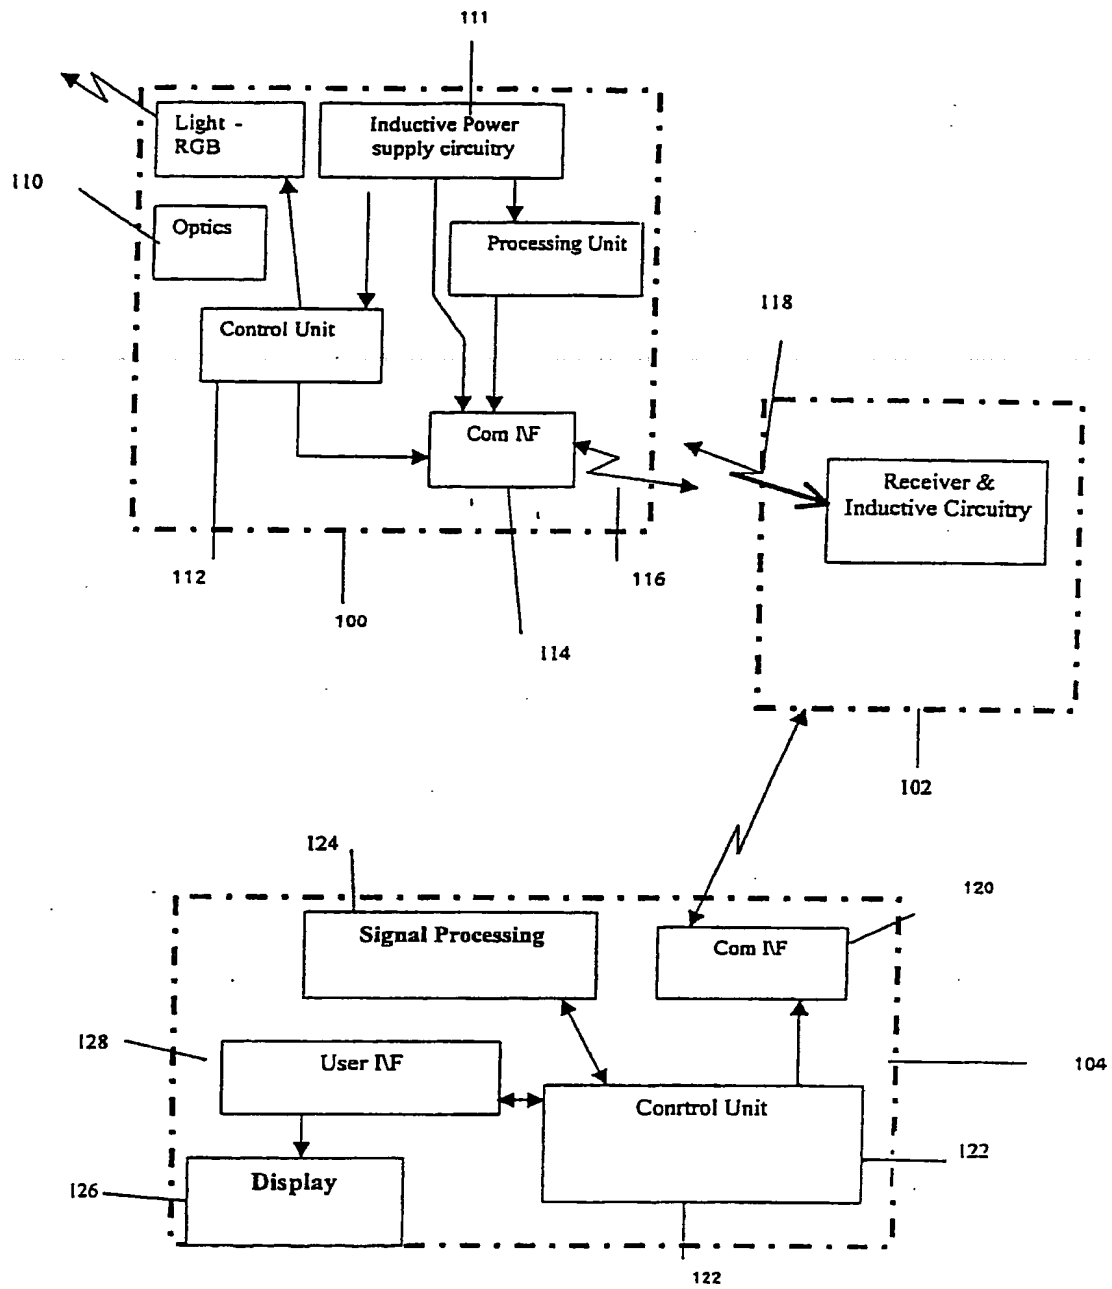 111
Light -
RGB
Inductive Power
supply circuitry
110
Optics
Processing Unit
118
Control Unit
Com I\F
Receiver &
Inductive Circuitry
112
116
100
114
102
124
120
Signal Processing
Com I\F
128
User I\F
104
Conrtrol Unit
122
126
Display
122